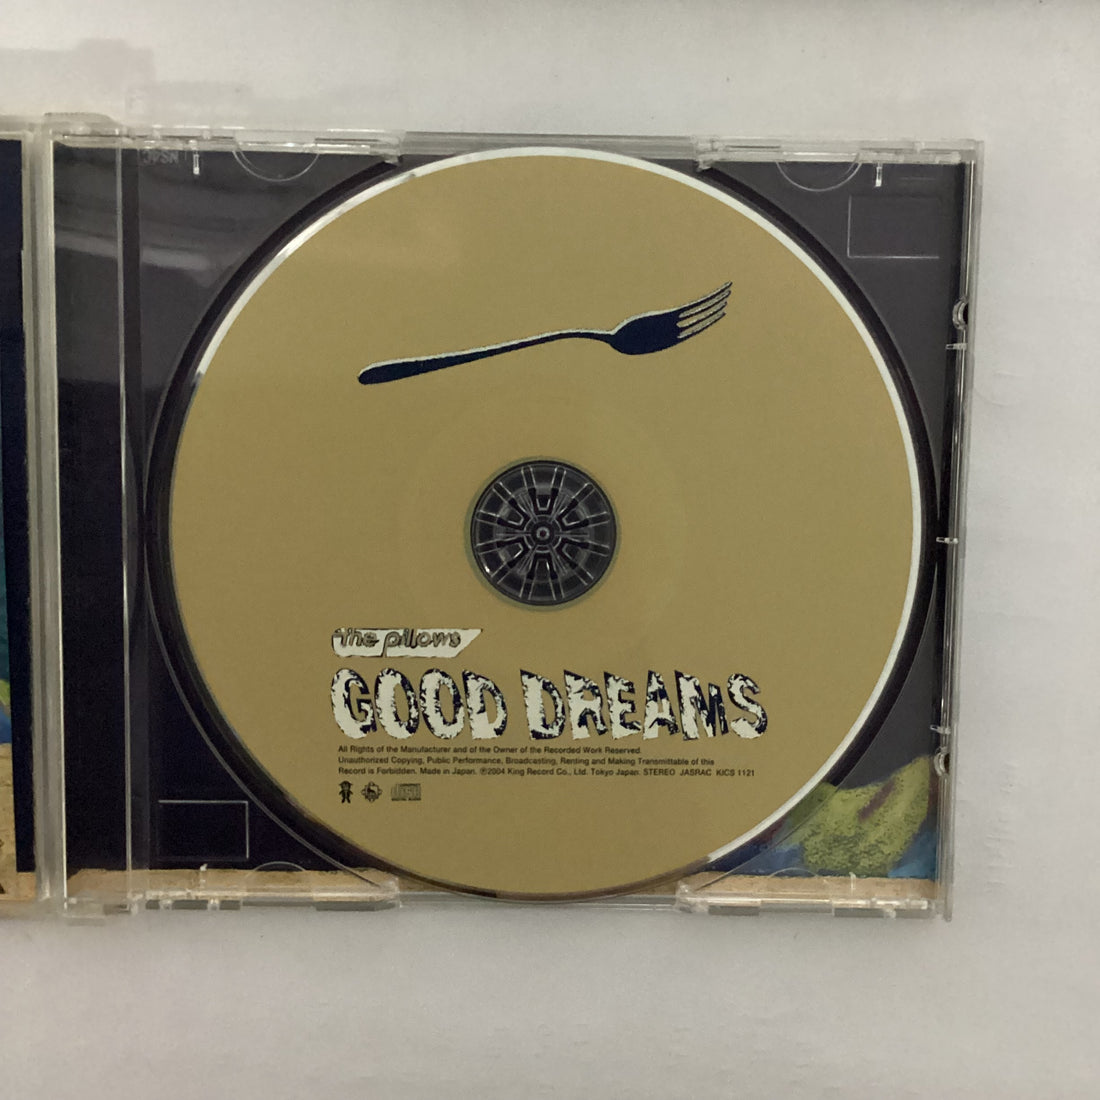 the pillows
GOOD DREAMS
All Rights of the Manufacturer and of the Owner of the Recorded Work Reserved.
Unauthorized Copying, Public Performance, Broadcasting, Renting and Making Transmittable of this
Record is Forbidden. Made in Japan. ℗2004 King Record Co., Ltd. Tokyo Japan. STEREO JASRAC KICS 1121